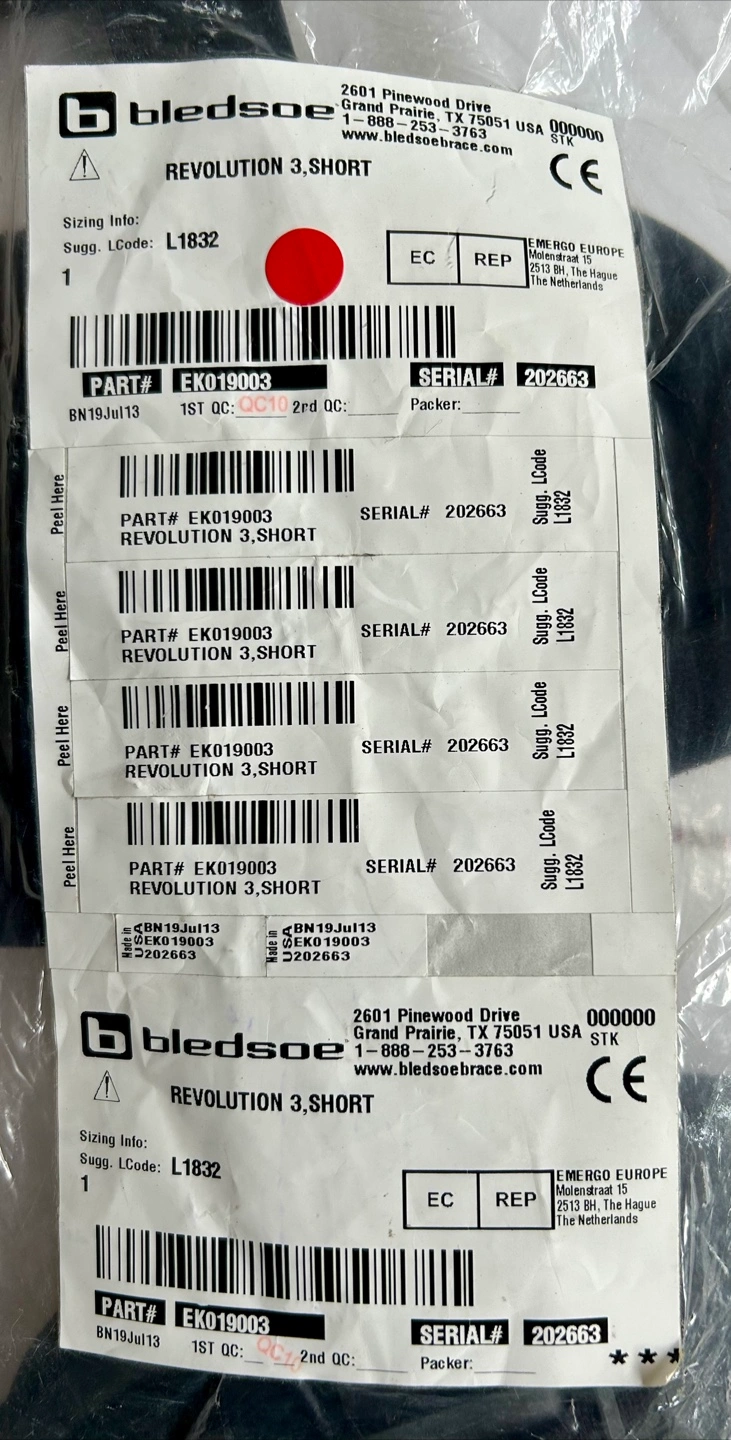 bledsoe
2601 Pinewood Drive
Grand Prairie, TX 75051 USA 000000
1-888-253-3763 STK
www.bledsoebrace.com
REVOLUTION 3,SHORT
CE
Sizing Info:
Sugg. LCode: L1832
1
EC REP
EMERGO EUROPE
Molenstraat 15
2513 BH, The Hague
The Netherlands
PART# EK019003 SERIAL# 202663
BN19Jul13 1ST QC: QC10 2rd QC: Packer:
Peel Here
PART# EK019003 SERIAL# 202663
REVOLUTION 3,SHORT
Sugg. LCode
L1832
Peel Here
PART# EK019003 SERIAL# 202663
REVOLUTION 3,SHORT
Sugg. LCode
L1832
Peel Here
PART# EK019003 SERIAL# 202663
REVOLUTION 3,SHORT
Sugg. LCode
L1832
Peel Here
PART# EK019003 SERIAL# 202663
REVOLUTION 3,SHORT
Sugg. LCode
L1832
Made in
USA
BN19Jul13
EK019003
202663
Made in
USA
BN19Jul13
EK019003
202663
bledsoe
2601 Pinewood Drive 000000
Grand Prairie, TX 75051 USA STK
1-888-253-3763
www.bledsoebrace.com
REVOLUTION 3,SHORT
CE
Sizing Info:
Sugg. LCode: L1832
1
EC REP
EMERGO EUROPE
Molenstraat 15
2513 BH, The Hague
The Netherlands
PART# EK019003 SERIAL# 202663
BN19Jul13 1ST QC: QC10 2nd QC: Packer: ***